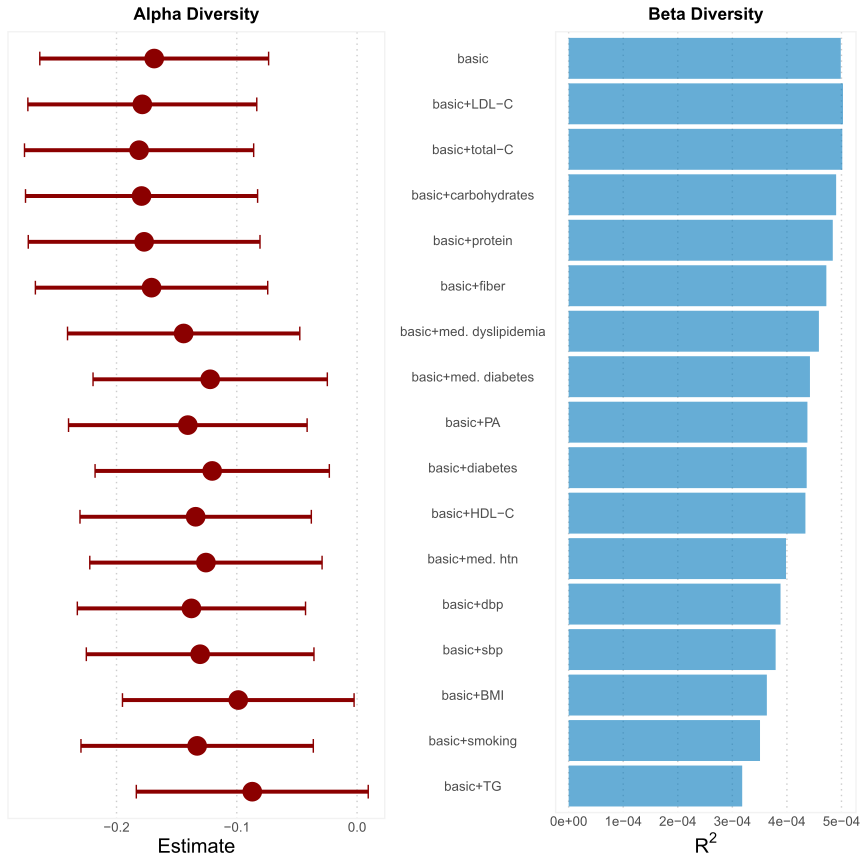 Alpha Diversity
Beta Diversity
basic
basic+LDL−C
basic+total−C
basic+carbohydrates
basic+protein
basic+fiber
basic+med. dyslipidemia
basic+med. diabetes
basic+PA
basic+diabetes
basic+HDL−C
basic+med. htn
basic+dbp
basic+sbp
basic+BMI
basic+smoking
basic+TG
−0.2 −0.1 0.0
Estimate
0e+00 1e−04 2e−04 3e−04 4e−04 5e−04
R²